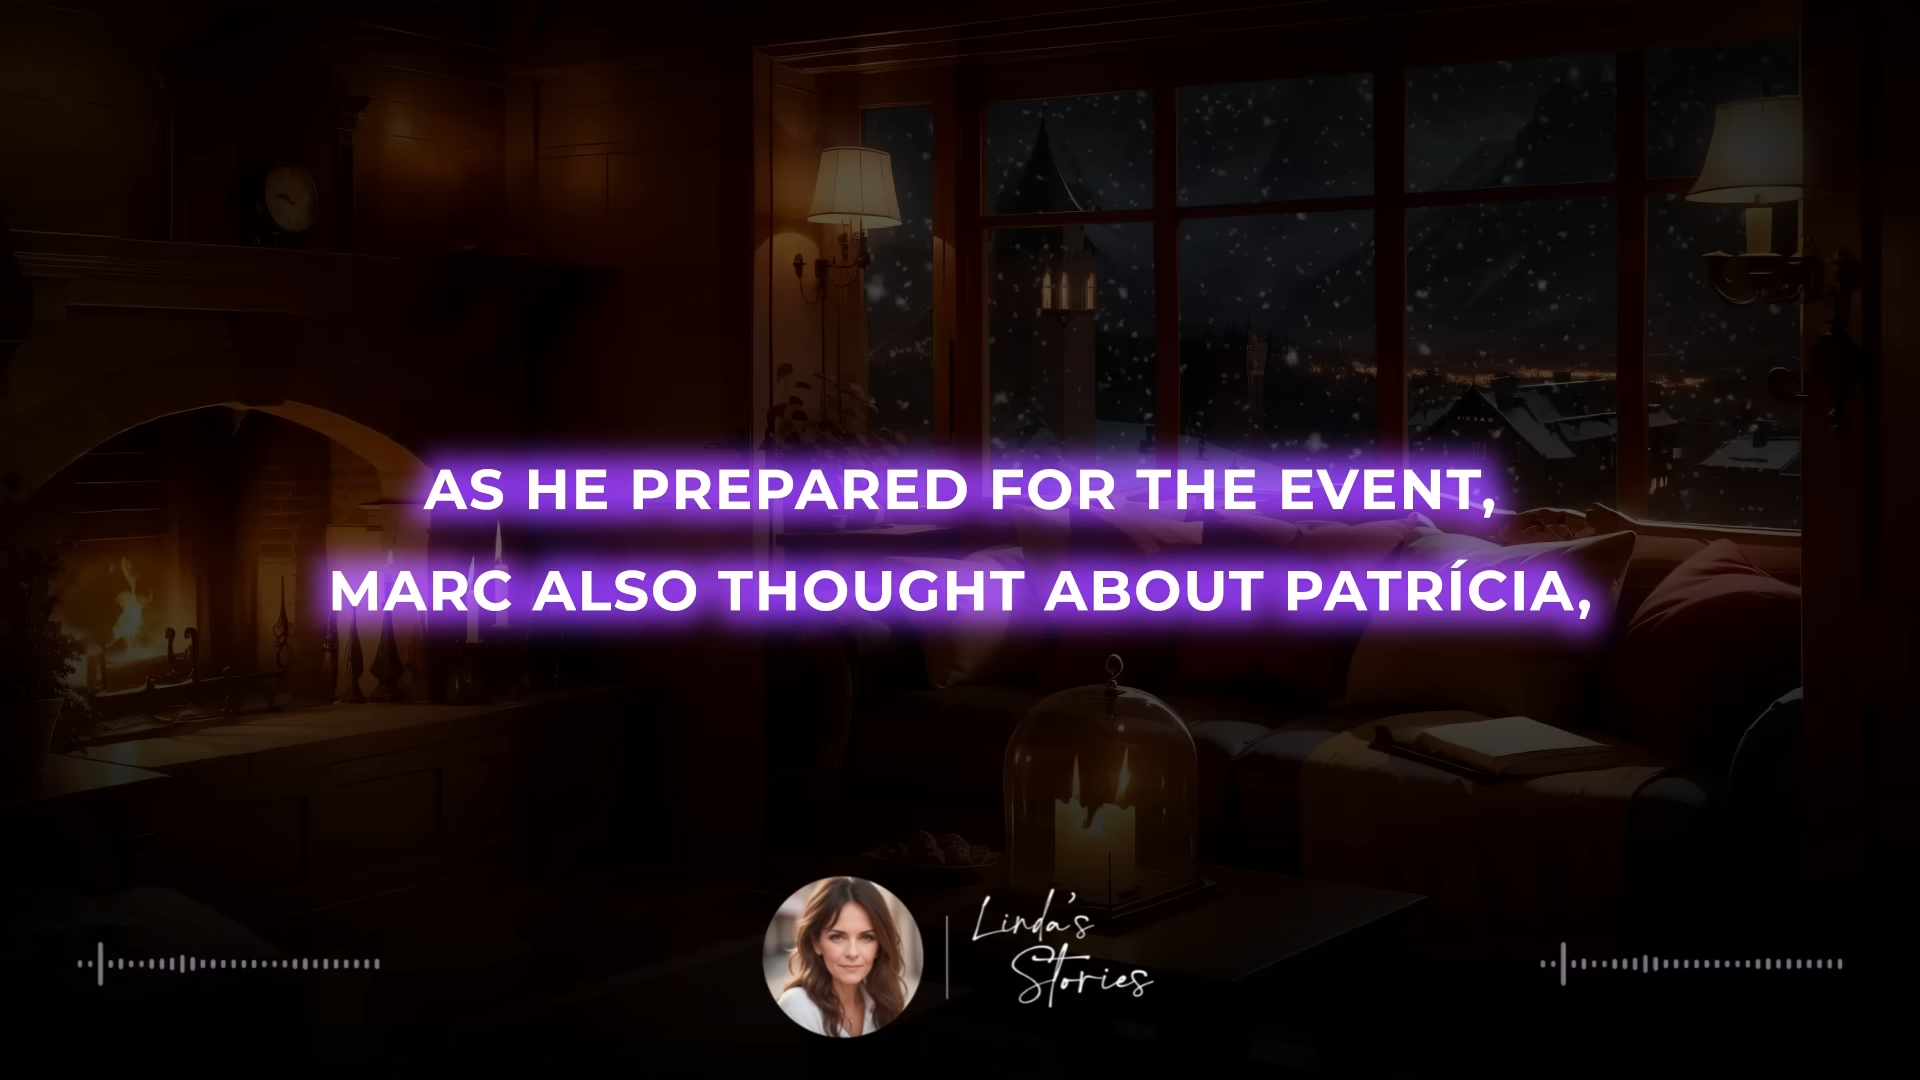 AS HE PREPARED FOR THE EVENT,
MARC ALSO THOUGHT ABOUT PATRÍCIA,
Linda's
Stories